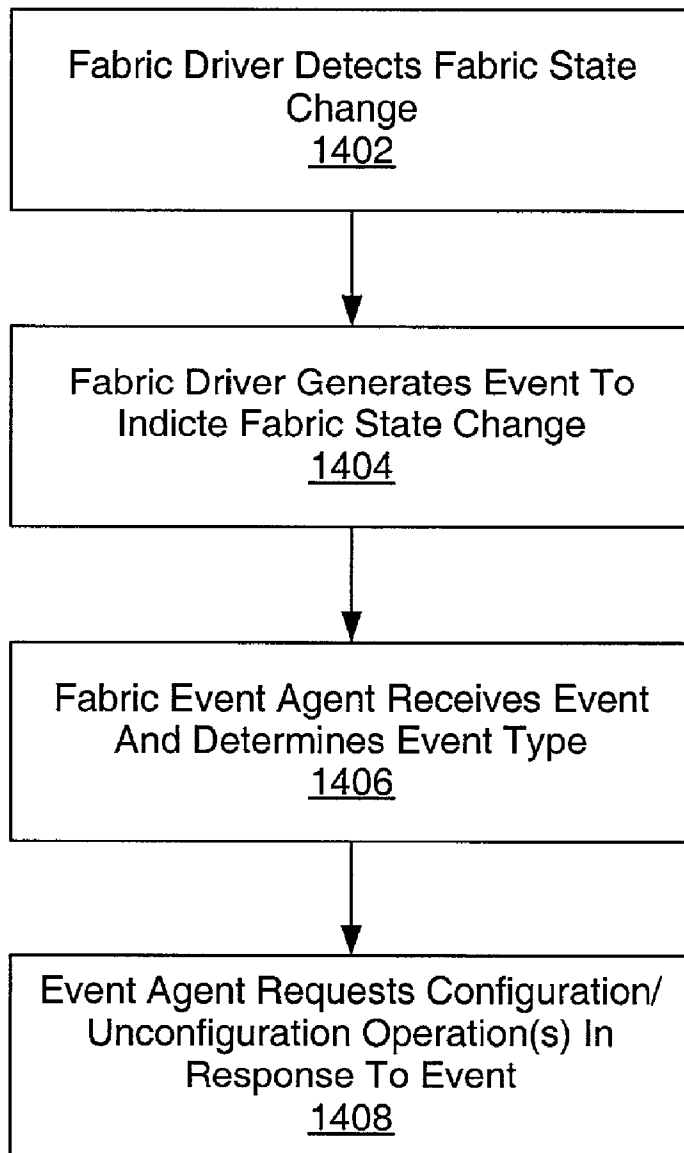 Fabric Driver Detects Fabric State
Change
1402
Fabric Driver Generates Event To
Indicte Fabric State Change
1404
Fabric Event Agent Receives Event
And Determines Event Type
1406
Event Agent Requests Configuration/
Unconfiguration Operation(s) In
Response To Event
1408